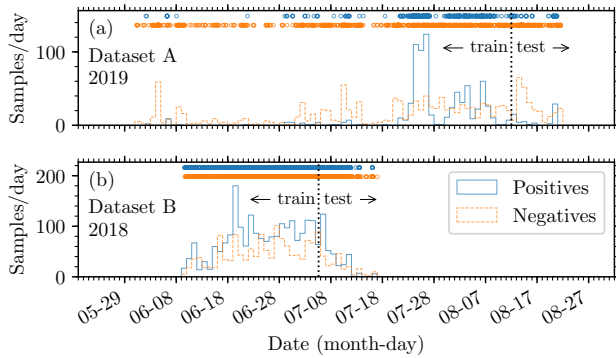 (a)
Dataset A
2019
← train
test →
Samples/day
100
0
(b)
Dataset B
2018
← train
test →
Samples/day
200
100
0
Positives
Negatives
05-29
06-08
06-18
06-28
07-08
07-18
07-28
08-07
08-17
08-27
Date (month-day)